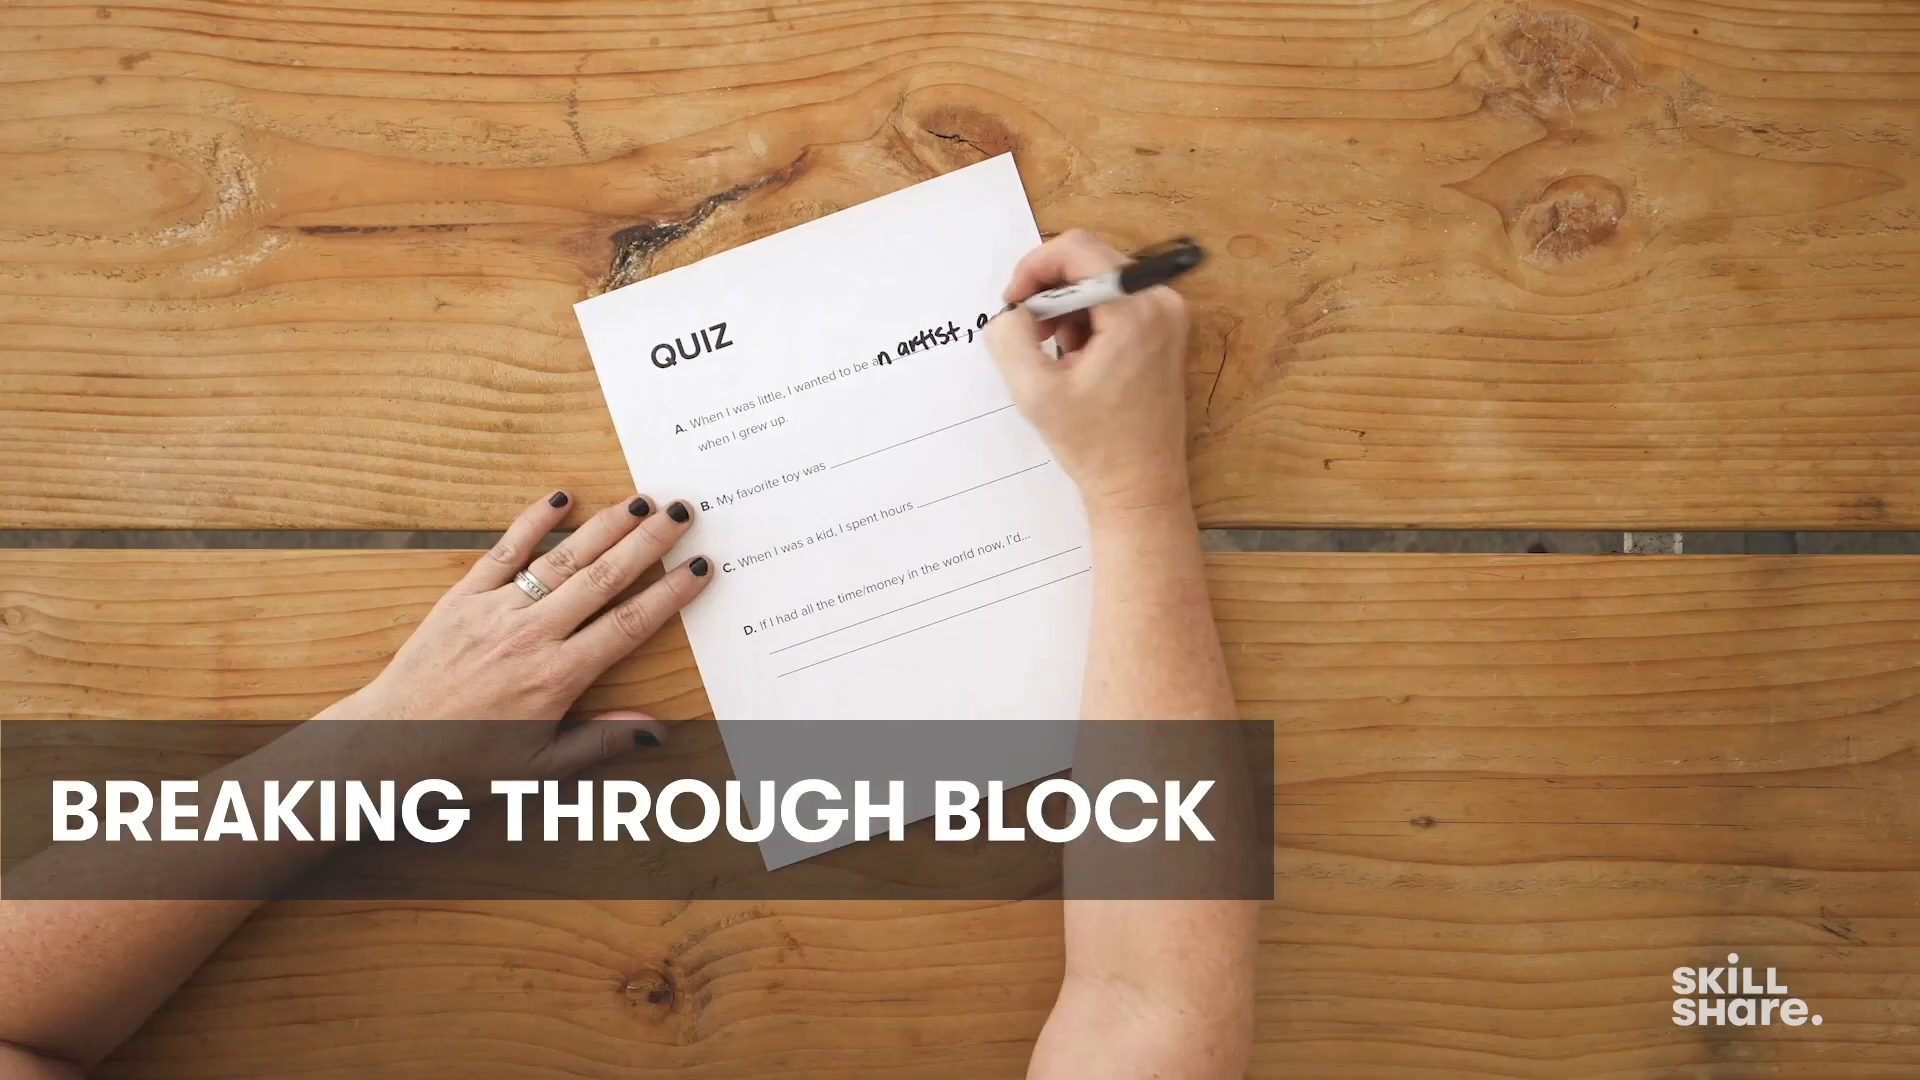 QUIZ
A. When I was little, I wanted to be an artist, a
when I grew up.
B. My favorite toy was
C. When I was a kid, I spent hours
D. If I had all the time/money in the world now, I'd...
BREAKING THROUGH BLOCK
SKiLL
SHare.